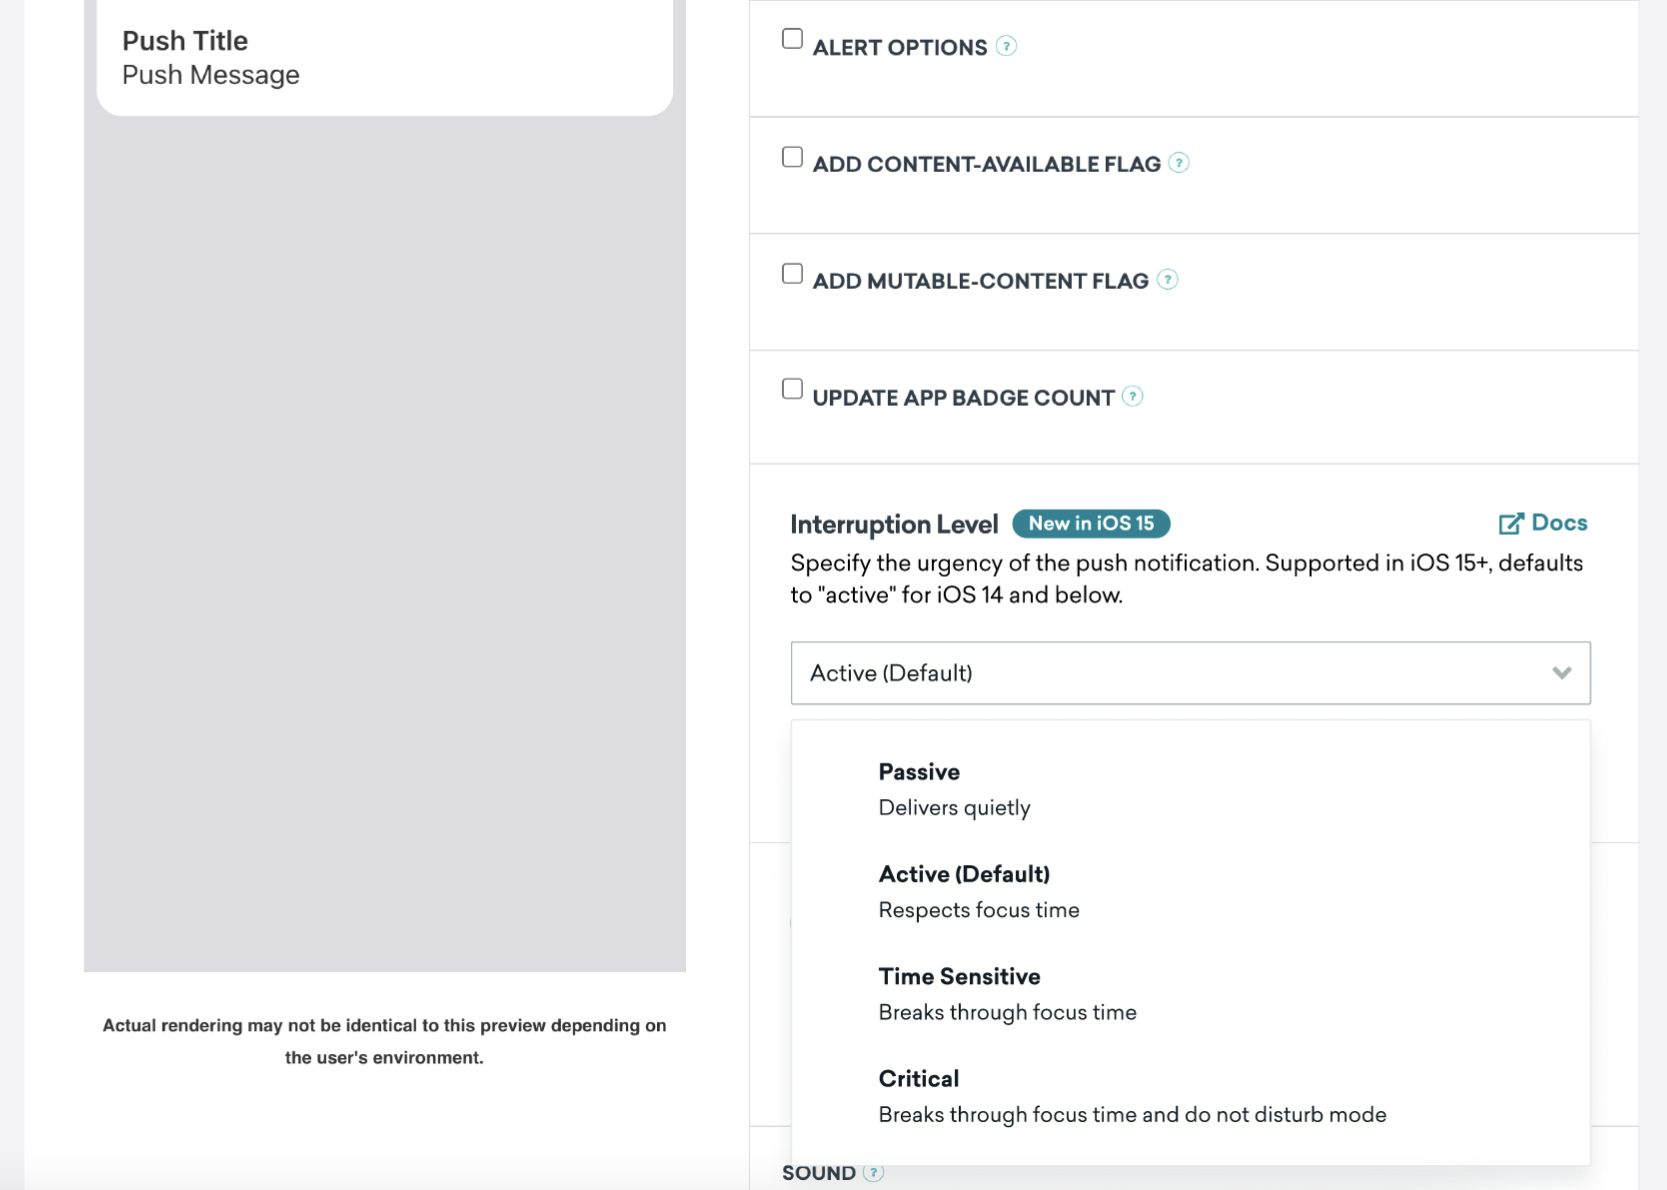 Push Title
Push Message
Actual rendering may not be identical to this preview depending on
the user's environment.
ALERT OPTIONS ?
ADD CONTENT-AVAILABLE FLAG ?
ADD MUTABLE-CONTENT FLAG ?
UPDATE APP BADGE COUNT ?
Interruption Level New in iOS 15 Docs
Specify the urgency of the push notification. Supported in iOS 15+, defaults
to "active" for iOS 14 and below.
Active (Default)
Passive
Delivers quietly
Active (Default)
Respects focus time
Time Sensitive
Breaks through focus time
Critical
Breaks through focus time and do not disturb mode
SOUND ?